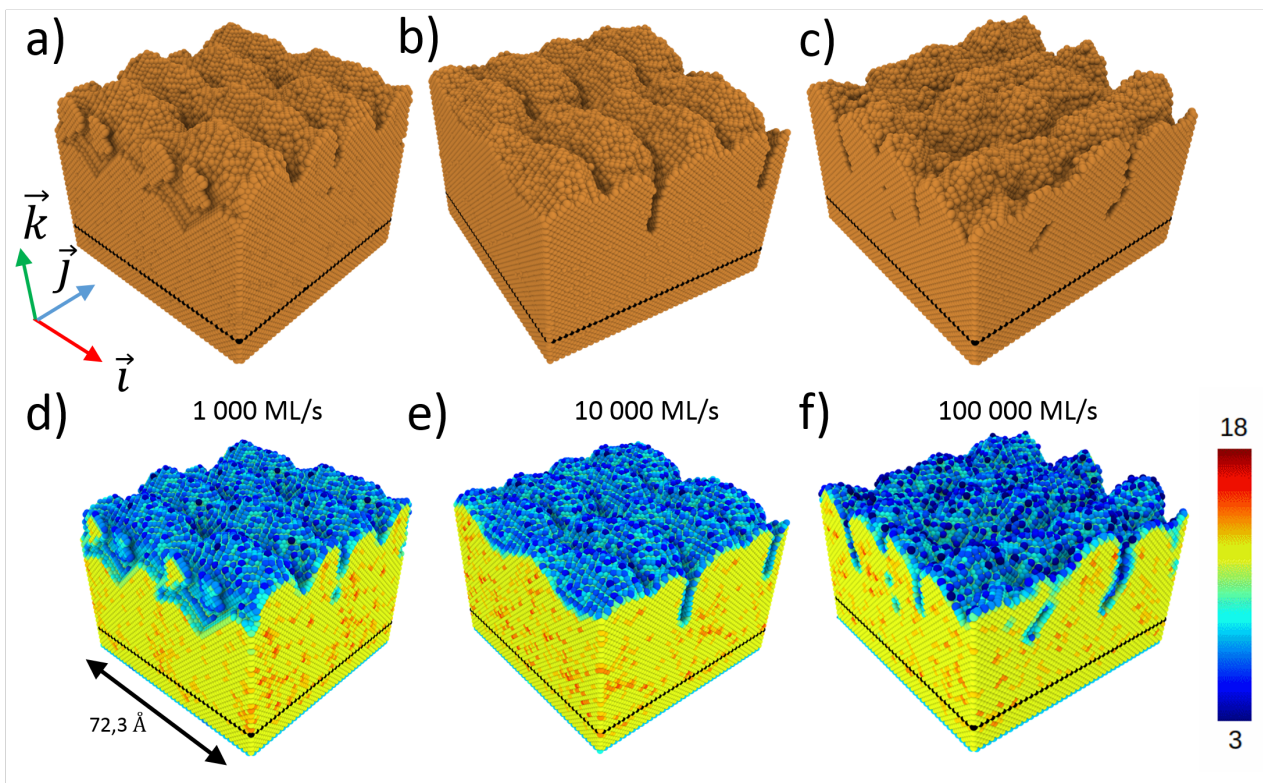 a)
b)
c)
k
j
i
1 000 ML/s
10 000 ML/s
100 000 ML/s
d)
e)
f)
18
3
72,3 Å